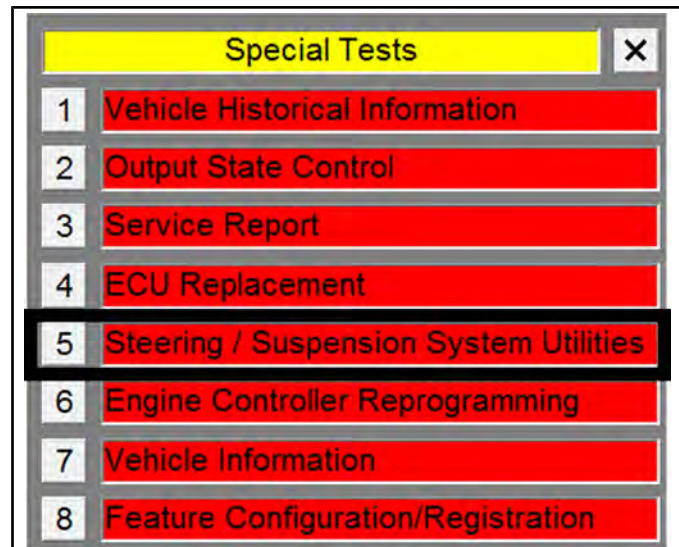 Special Tests ×
1 Vehicle Historical Information
2 Output State Control
3 Service Report
4 ECU Replacement
5 Steering / Suspension System Utilities
6 Engine Controller Reprogramming
7 Vehicle Information
8 Feature Configuration/Registration